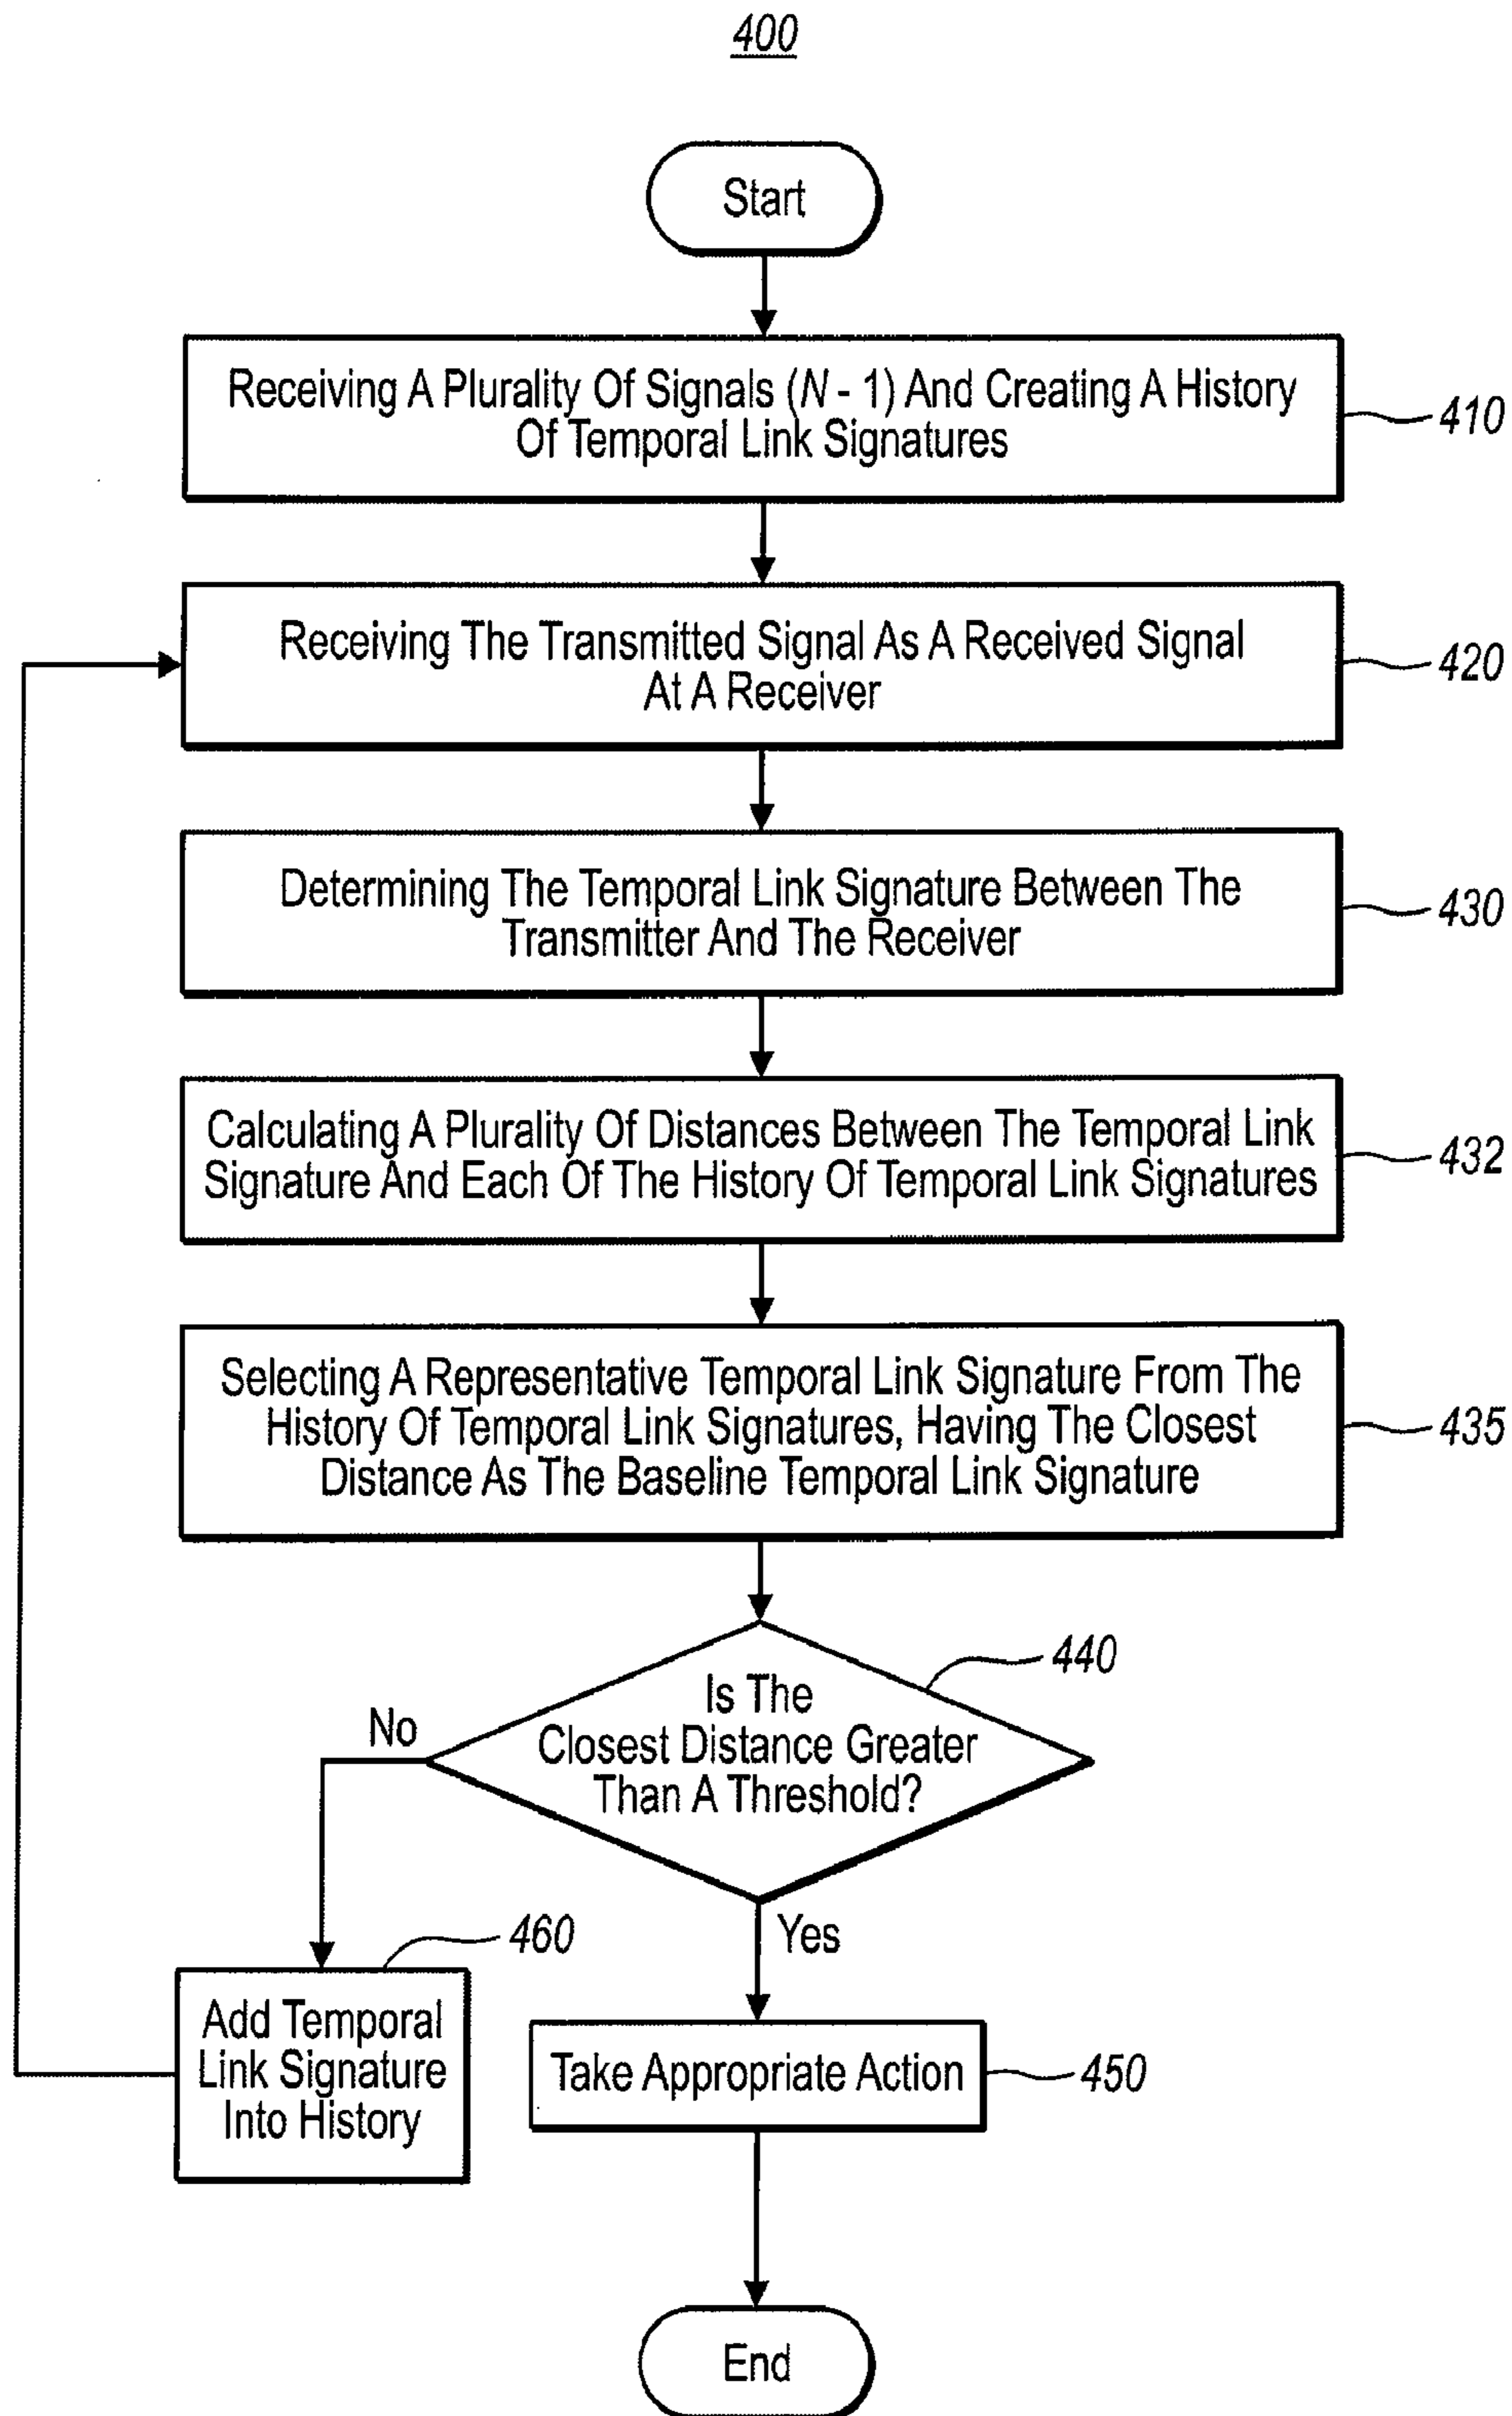 400
Start
Receiving A Plurality Of Signals (N - 1) And Creating A History
Of Temporal Link Signatures
410
Receiving The Transmitted Signal As A Received Signal
At A Receiver
420
Determining The Temporal Link Signature Between The
Transmitter And The Receiver
430
Calculating A Plurality Of Distances Between The Temporal Link
Signature And Each Of The History Of Temporal Link Signatures
432
Selecting A Representative Temporal Link Signature From The
History Of Temporal Link Signatures, Having The Closest
Distance As The Baseline Temporal Link Signature
435
Is The
Closest Distance Greater
Than A Threshold?
440
No
Yes
460
Add Temporal
Link Signature
Into History
Take Appropriate Action
450
End